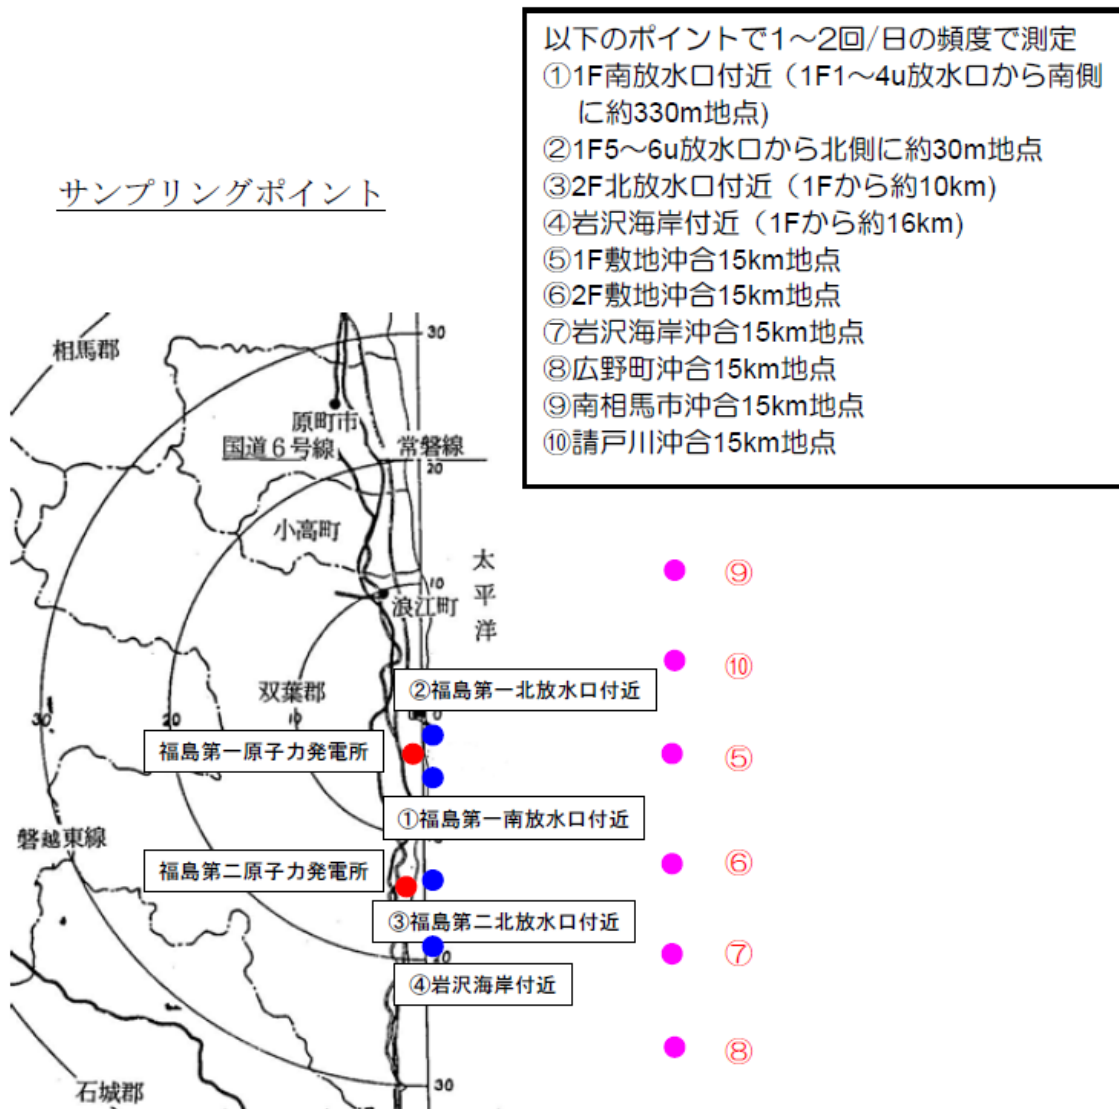 以下のポイントで1～2回/日の頻度で測定
①1F南放水口付近（1F1～4u放水口から南側
に約330m地点)
②1F5～6u放水口から北側に約30m地点
③2F北放水口付近（1Fから約10km)
④岩沢海岸付近（1Fから約16km)
⑤1F敷地沖合15km地点
⑥2F敷地沖合15km地点
⑦岩沢海岸沖合15km地点
⑧広野町沖合15km地点
⑨南相馬市沖合15km地点
⑩請戸川沖合15km地点
サンプリングポイント
30
相馬郡
原町市
国道６号線
常磐線
20
小高町
太平洋
10
浪江町
⑨
⑩
②福島第一北放水口付近
双葉郡
30
20
10
0
福島第一原子力発電所
⑤
①福島第一南放水口付近
磐越東線
福島第二原子力発電所
⑥
③福島第二北放水口付近
⑦
④岩沢海岸付近
⑧
30
石城郡